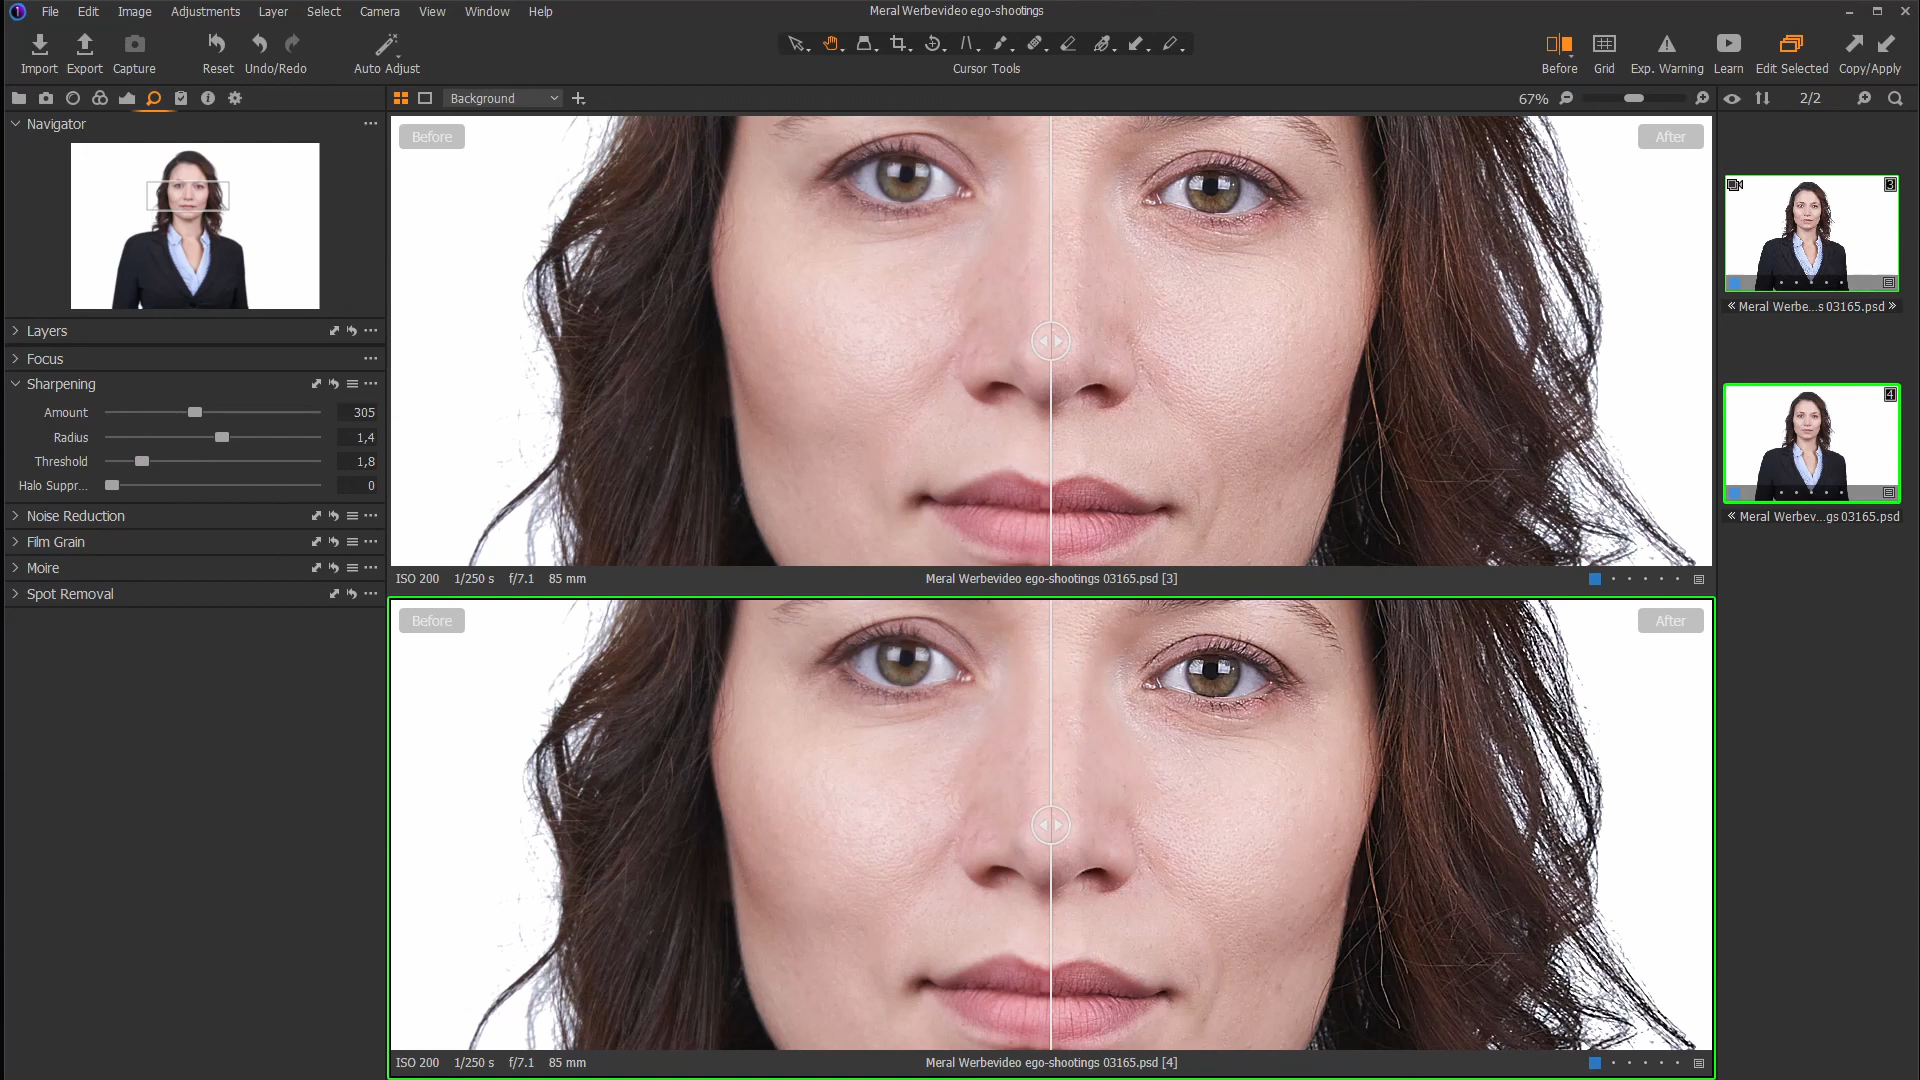 File Edit Image Adjustments Layer Select Camera View Window Help
Meral Werbevideo ego-shootings
Import Export Capture Reset Undo/Redo Auto Adjust
Cursor Tools
Before Grid Exp. Warning Learn Edit Selected Copy/Apply
Background
67%
2/2
Navigator
Layers
Focus
Sharpening
Amount 305
Radius 1,4
Threshold 1,8
Halo Suppr... 0
Noise Reduction
Film Grain
Moire
Spot Removal
Before
After
ISO 200 1/250 s f/7.1 85 mm
Meral Werbevideo ego-shootings 03165.psd [3]
Before
After
ISO 200 1/250 s f/7.1 85 mm
Meral Werbevideo ego-shootings 03165.psd [4]
3
« Meral Werbe...s 03165.psd »
4
« Meral Werbev...gs 03165.psd